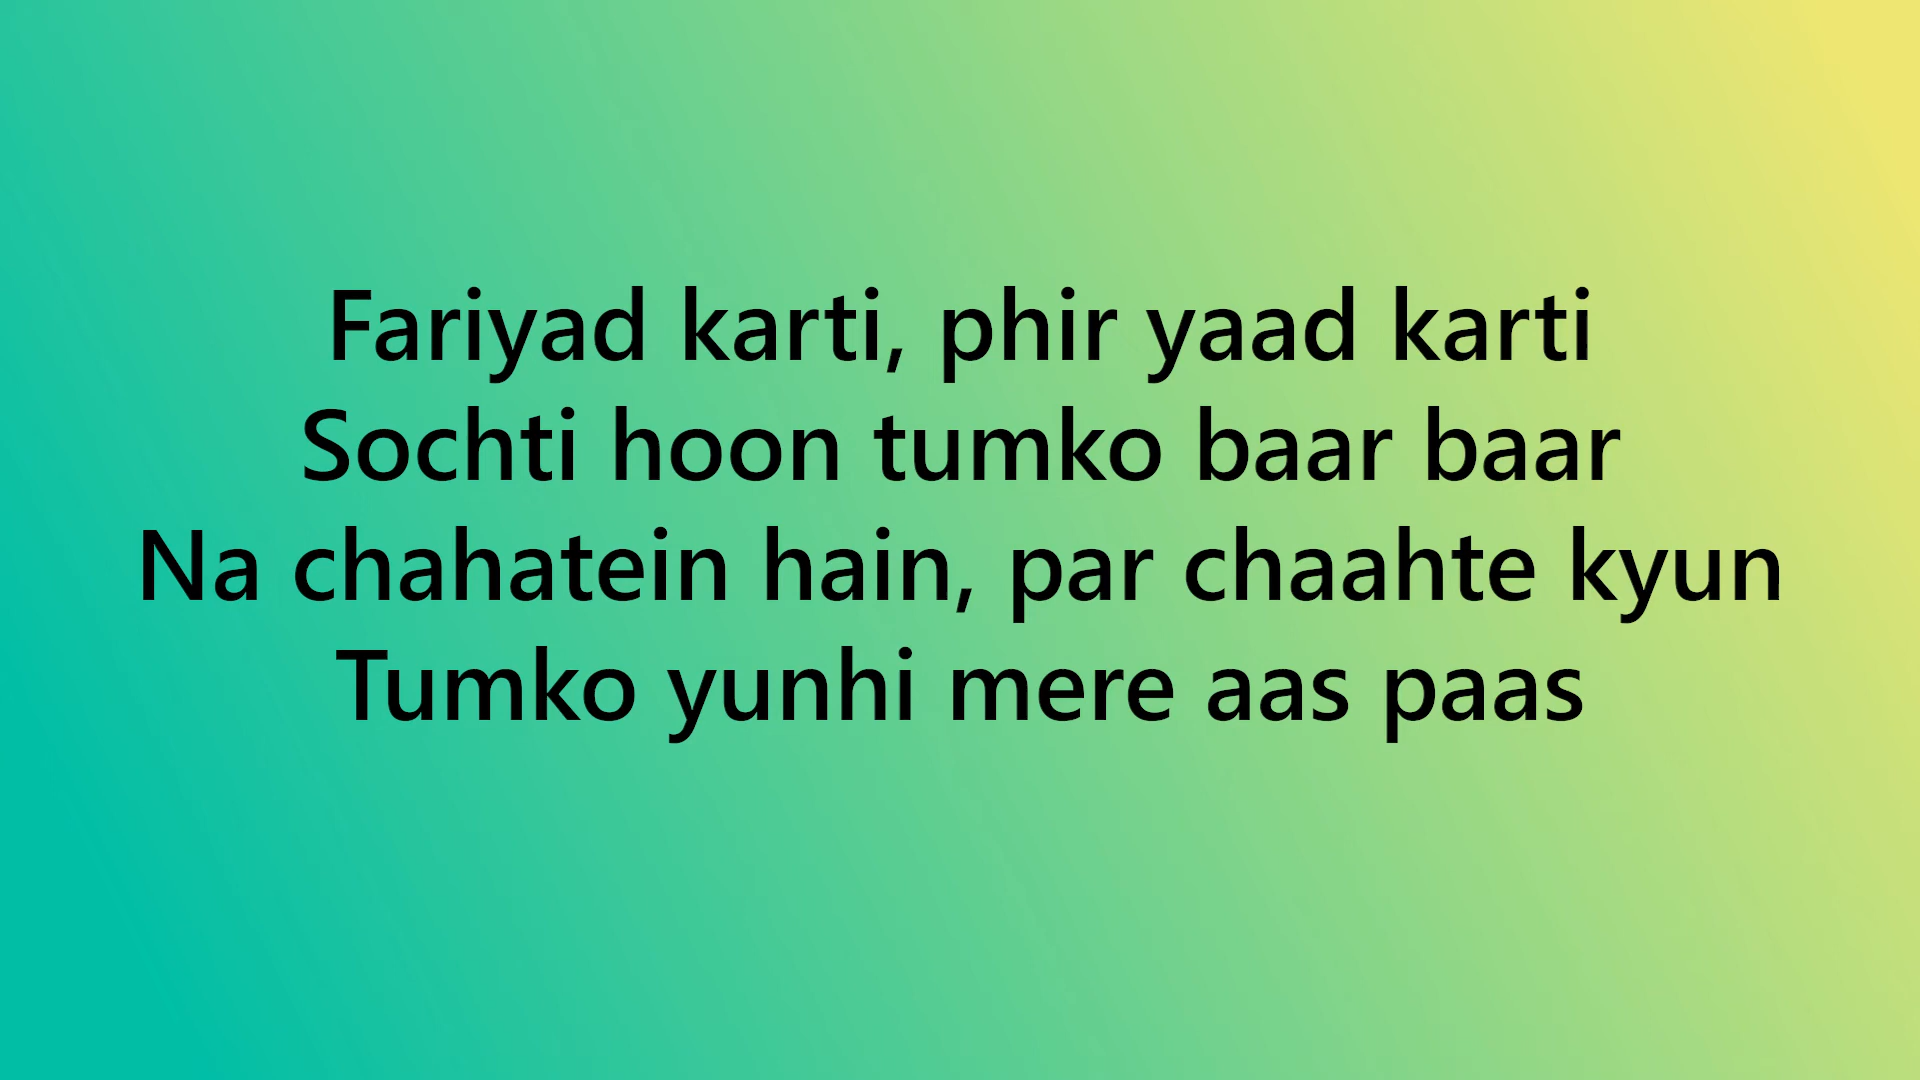 Fariyad karti, phir yaad karti
Sochti hoon tumko baar baar
Na chahatein hain, par chaahte kyun
Tumko yunhi mere aas paas